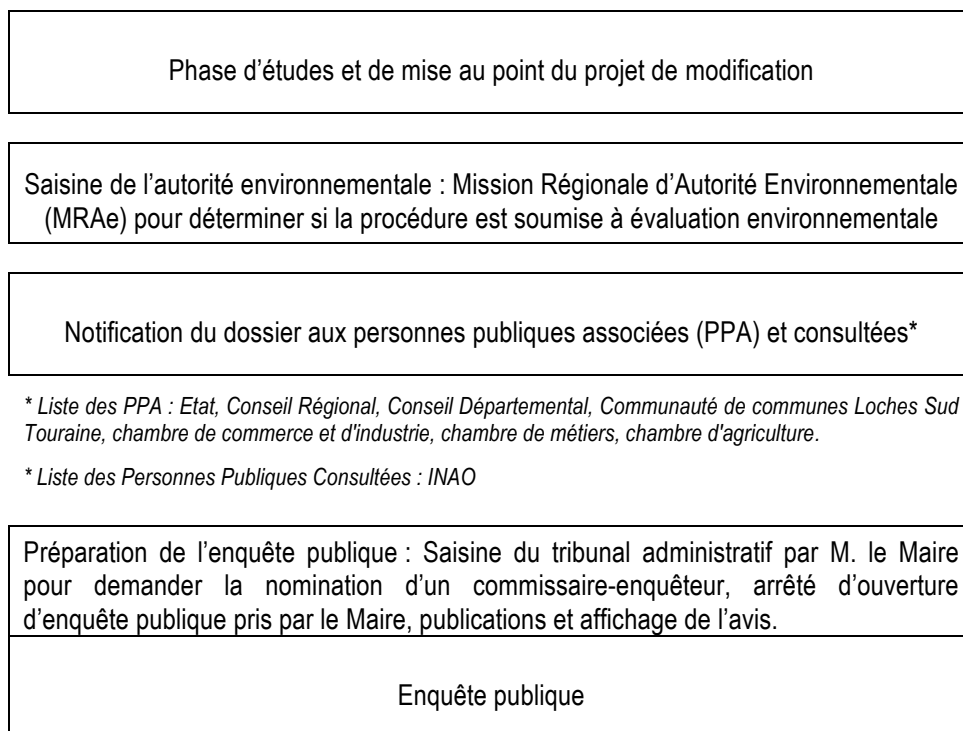 Phase d’études et de mise au point du projet de modification
Saisine de l’autorité environnementale : Mission Régionale d’Autorité Environnementale
(MRAe) pour déterminer si la procédure est soumise à évaluation environnementale
Notification du dossier aux personnes publiques associées (PPA) et consultées*
* Liste des PPA : Etat, Conseil Régional, Conseil Départemental, Communauté de communes Loches Sud
Touraine, chambre de commerce et d'industrie, chambre de métiers, chambre d'agriculture.
* Liste des Personnes Publiques Consultées : INAO
Préparation de l’enquête publique : Saisine du tribunal administratif par M. le Maire
pour demander la nomination d’un commissaire-enquêteur, arrêté d’ouverture
d’enquête publique pris par le Maire, publications et affichage de l’avis.
Enquête publique